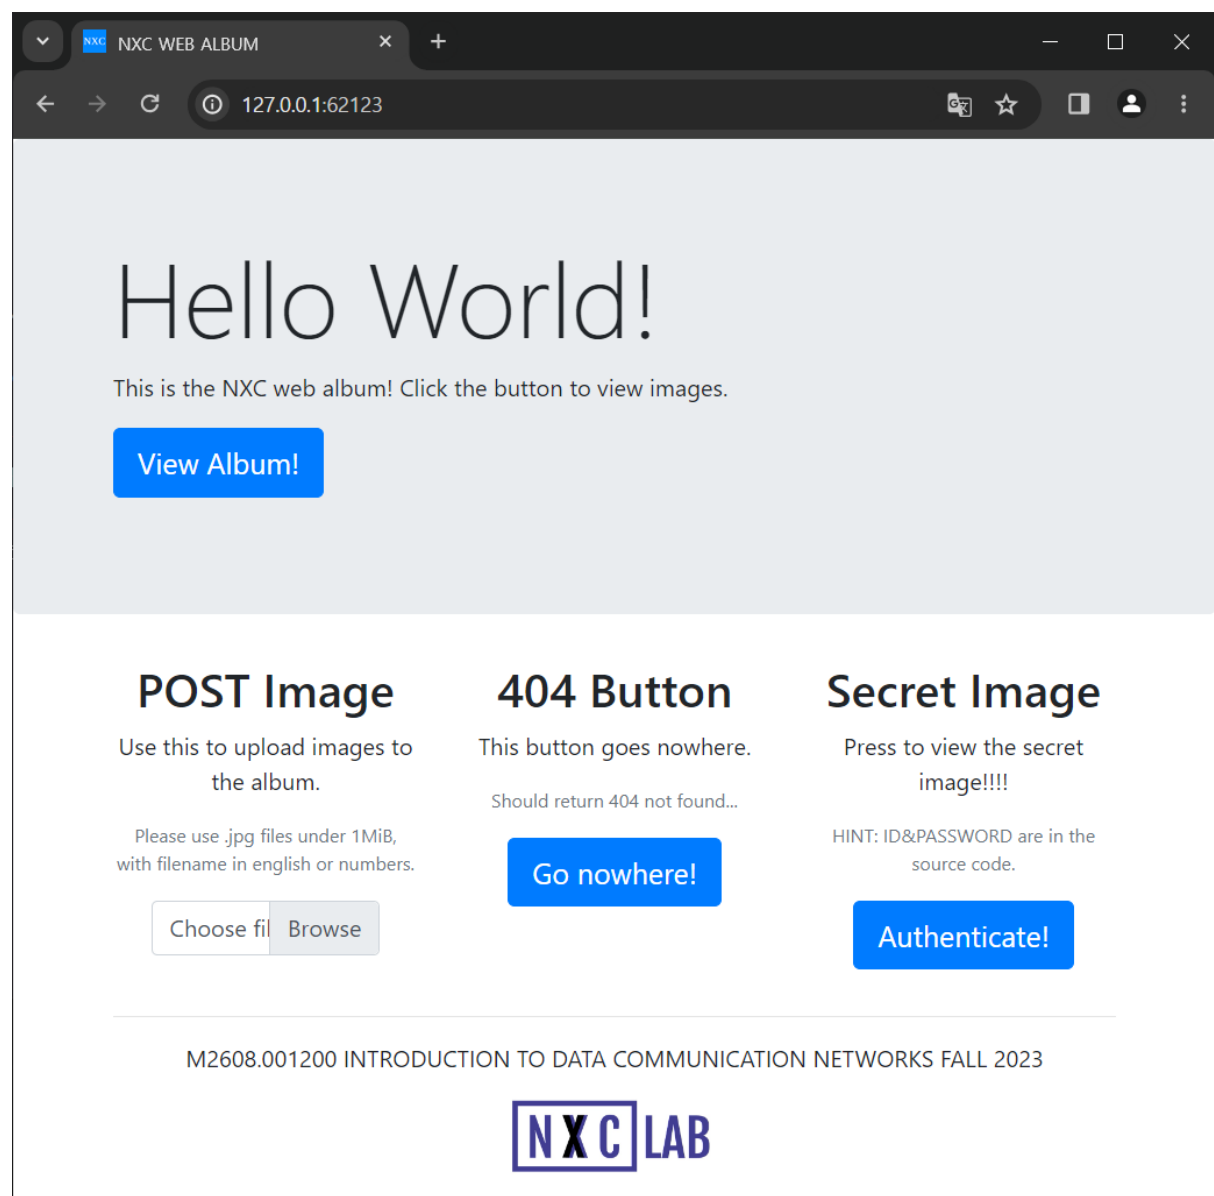 NXC NXC WEB ALBUM
127.0.0.1:62123
Hello World!
This is the NXC web album! Click the button to view images.
View Album!
POST Image
Use this to upload images to
the album.
Please use .jpg files under 1MiB,
with filename in english or numbers.
Choose fil Browse
404 Button
This button goes nowhere.
Should return 404 not found...
Go nowhere!
Secret Image
Press to view the secret
image!!!!
HINT: ID&PASSWORD are in the
source code.
Authenticate!
M2608.001200 INTRODUCTION TO DATA COMMUNICATION NETWORKS FALL 2023
NXC LAB